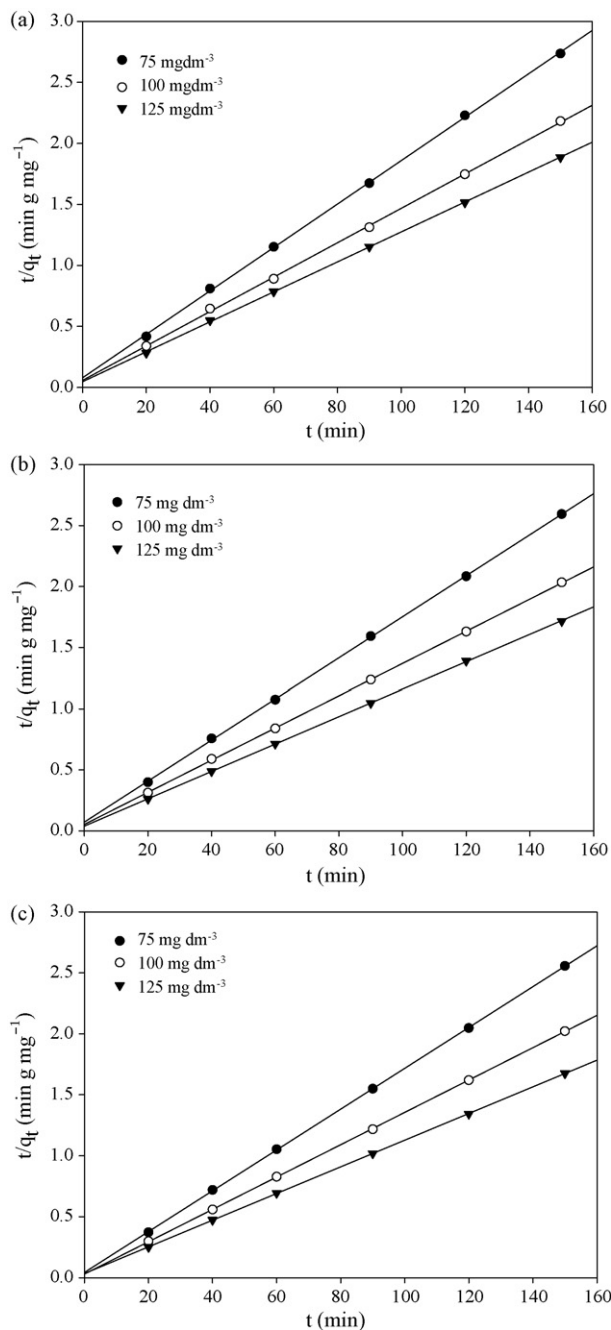 (a)
3.0
2.5
2.0
1.5
1.0
0.5
0.0
t/qt (min g mg⁻¹)
75 mgdm⁻³
100 mgdm⁻³
125 mgdm⁻³
0 20 40 60 80 100 120 140 160
t (min)
(b)
3.0
2.5
2.0
1.5
1.0
0.5
0.0
t/qt (min g mg⁻¹)
75 mg dm⁻³
100 mg dm⁻³
125 mg dm⁻³
0 20 40 60 80 100 120 140 160
t (min)
(c)
3.0
2.5
2.0
1.5
1.0
0.5
0.0
t/qt (min g mg⁻¹)
75 mg dm⁻³
100 mg dm⁻³
125 mg dm⁻³
0 20 40 60 80 100 120 140 160
t (min)